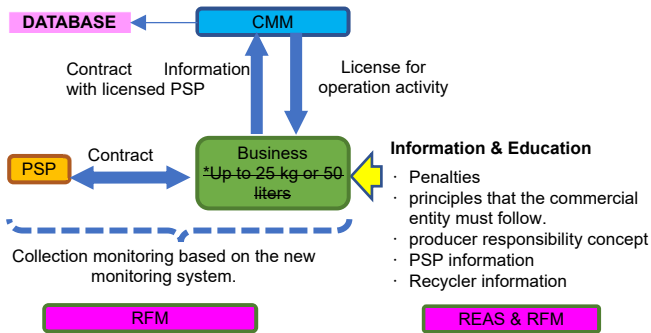 DATABASE
CMM
Contract Information
with licensed PSP
License for
operation activity
PSP
Contract
Business
*Up to 25 kg or 50
liters
Information & Education
· Penalties
· principles that the commercial
entity must follow.
· producer responsibility concept
· PSP information
· Recycler information
Collection monitoring based on the new
monitoring system.
RFM
REAS & RFM